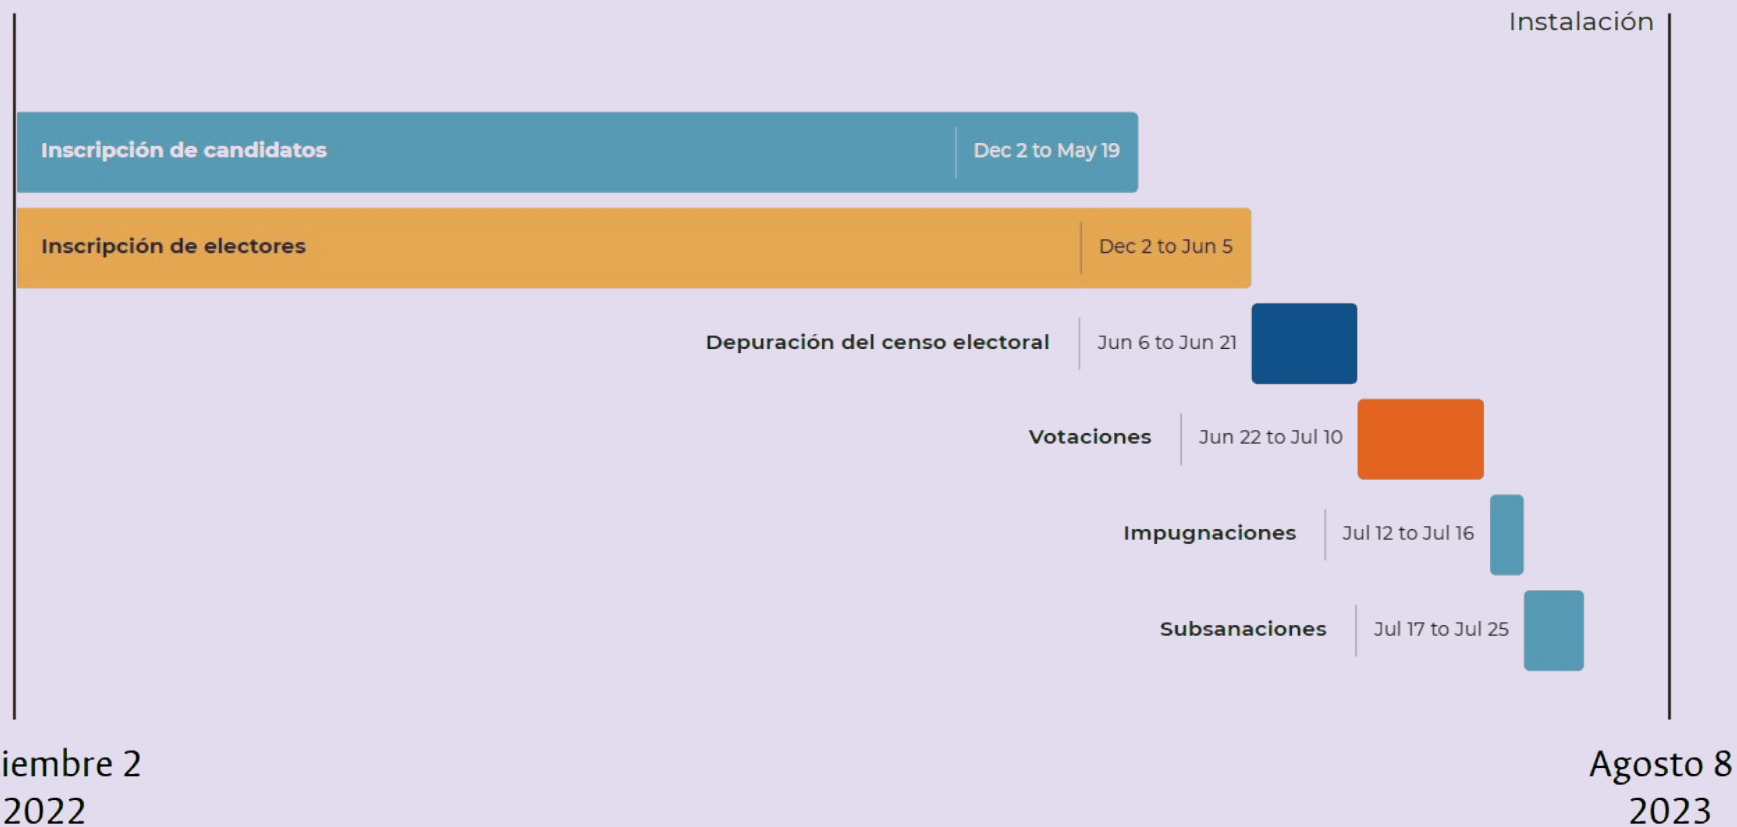 Instalación
Inscripción de candidatos Dec 2 to May 19
Inscripción de electores Dec 2 to Jun 5
Depuración del censo electoral Jun 6 to Jun 21
Votaciones Jun 22 to Jul 10
Impugnaciones Jul 12 to Jul 16
Subsanaciones Jul 17 to Jul 25
iembre 2
2022
Agosto 8
2023